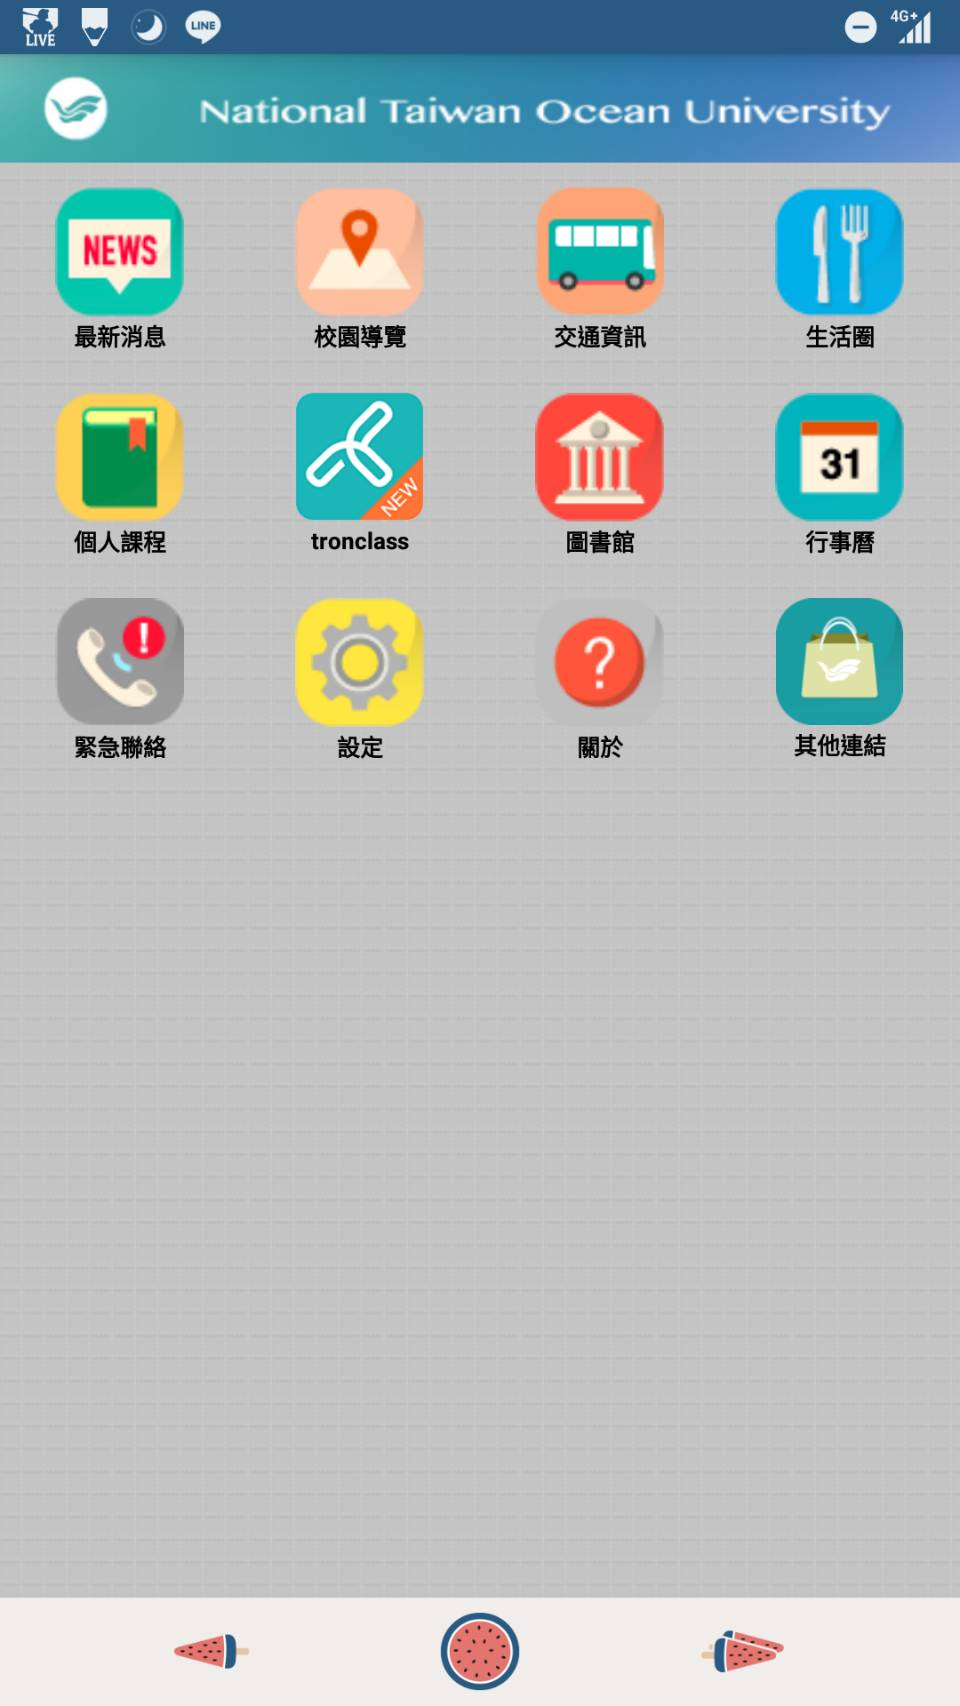 LIVE
LINE
4G+
National Taiwan Ocean University
NEWS
最新消息
校園導覽
交通資訊
生活圈
NEW
31
個人課程
tronclass
圖書館
行事曆
!
?
緊急聯絡
設定
關於
其他連結